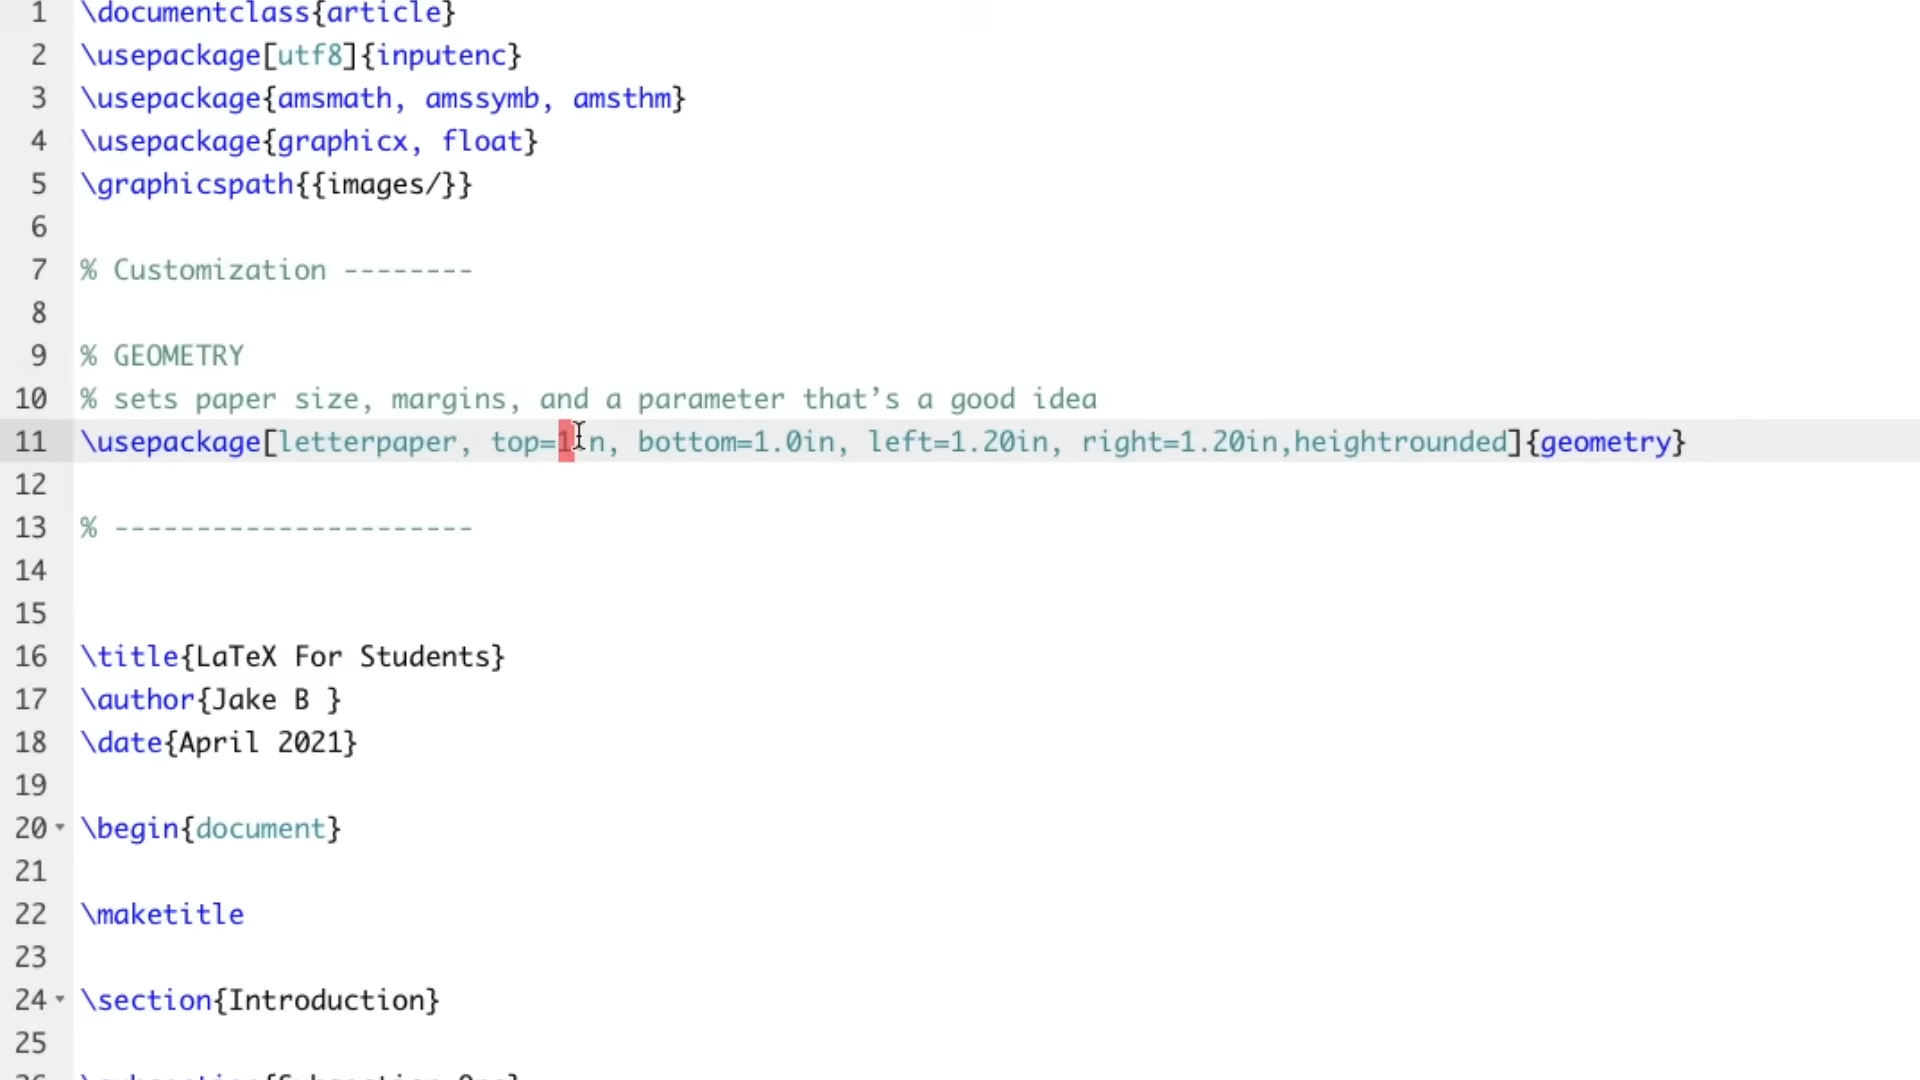 1 \documentclass{article}
2 \usepackage[utf8]{inputenc}
3 \usepackage{amsmath, amssymb, amsthm}
4 \usepackage{graphicx, float}
5 \graphicspath{{images/}}
6
7 % Customization --------
8
9 % GEOMETRY
10 % sets paper size, margins, and a parameter that’s a good idea
11 \usepackage[letterpaper, top=1in, bottom=1.0in, left=1.20in, right=1.20in,heightrounded]{geometry}
12
13 % ----------------------
14
15
16 \title{LaTeX For Students}
17 \author{Jake B }
18 \date{April 2021}
19
20 \begin{document}
21
22 \maketitle
23
24 \section{Introduction}
25
26 \subsection{Subsection One}